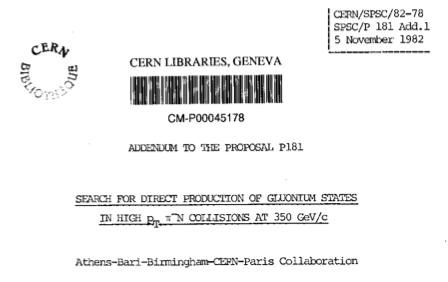 CERN/SPSC/82-78
SPSC/P 181 Add.1
5 November 1982
CERN
BIBLIOTHEQUE
CERN LIBRARIES, GENEVA
CM-P00045178
ADDENDUM TO THE PROPOSAL P181
SEARCH FOR DIRECT PRODUCTION OF GLUONIUM STATES
IN HIGH pT π⁻N COLLISIONS AT 350 GeV/c
Athens-Bari-Birmingham-CERN-Paris Collaboration